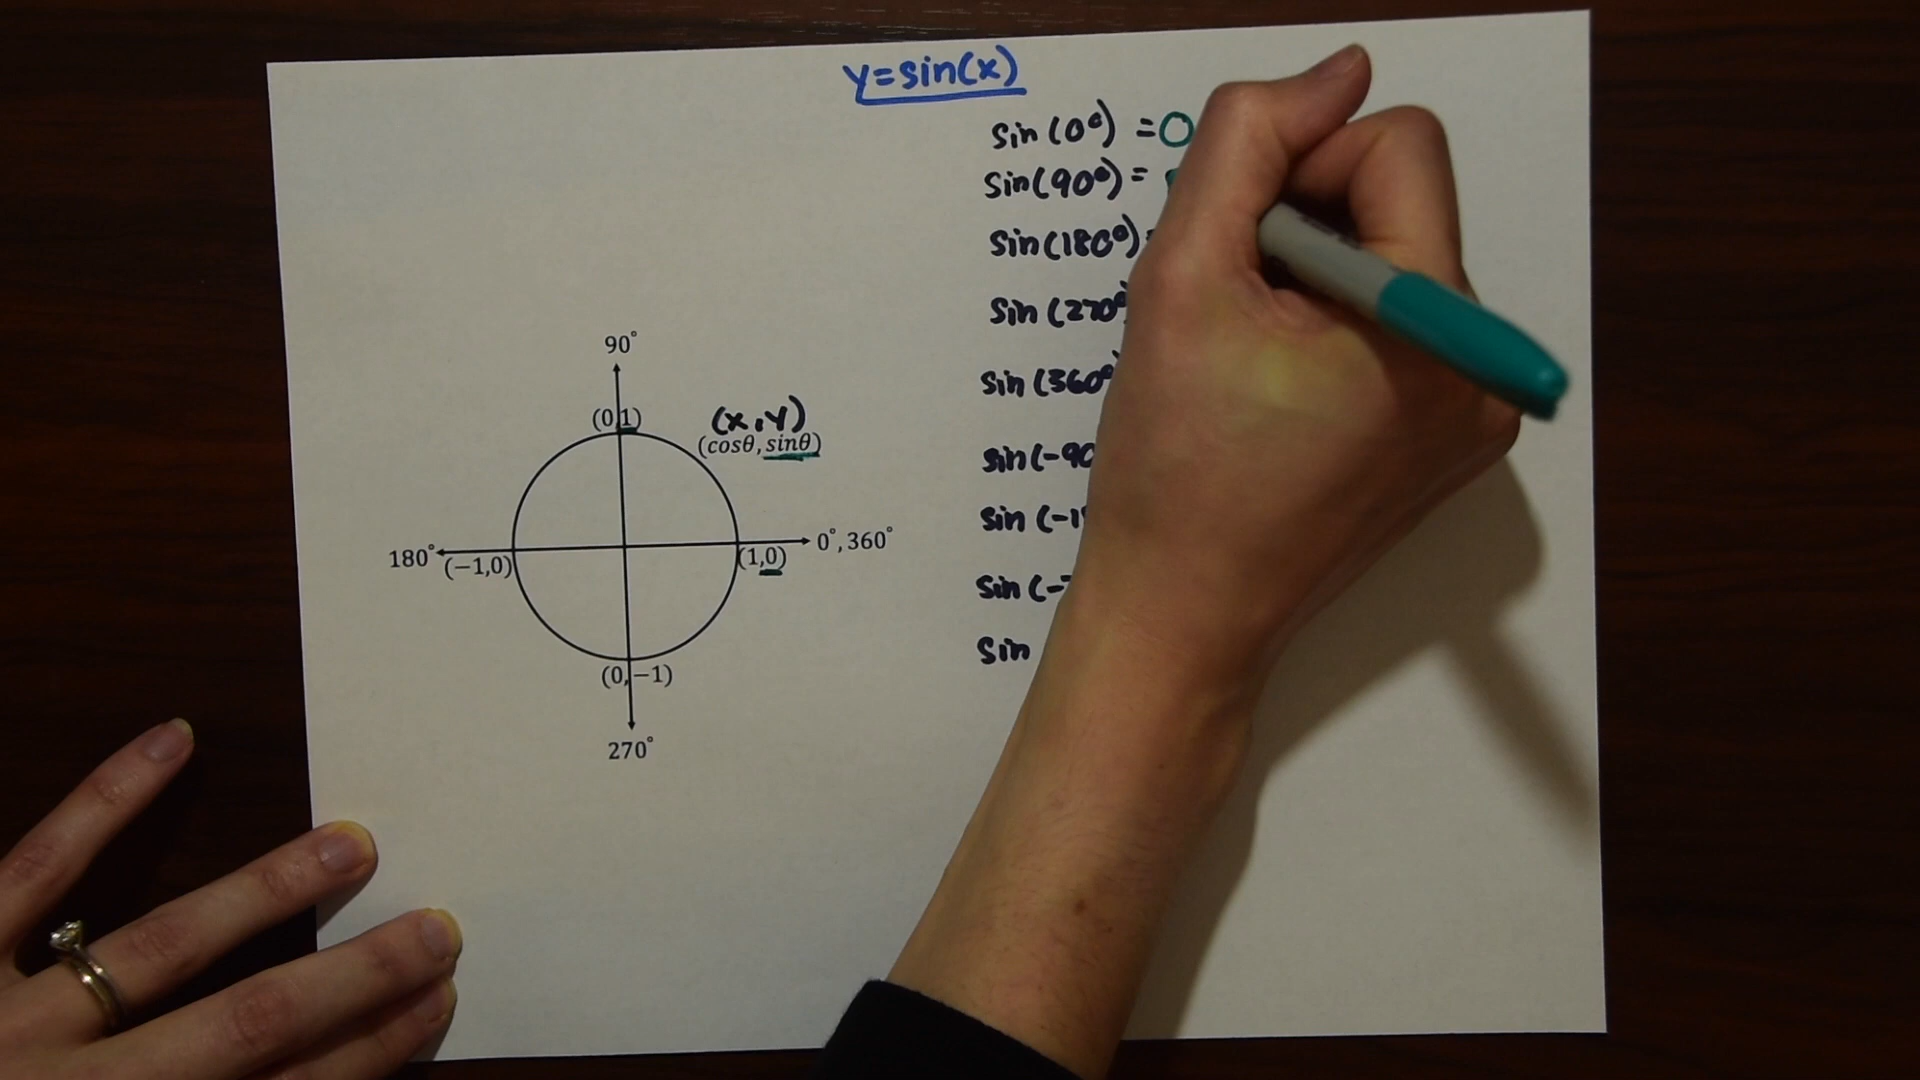 y=sin(x)
sin (0°) =0
sin(90°) =
sin(180°)
sin (270°
sin (360°
sin(-90
sin (-1
sin (-
sin
90°
(0,1)
(x,y)
(cosθ,sinθ)
180°
(−1,0)
(1,0)
0°,360°
(0,−1)
270°